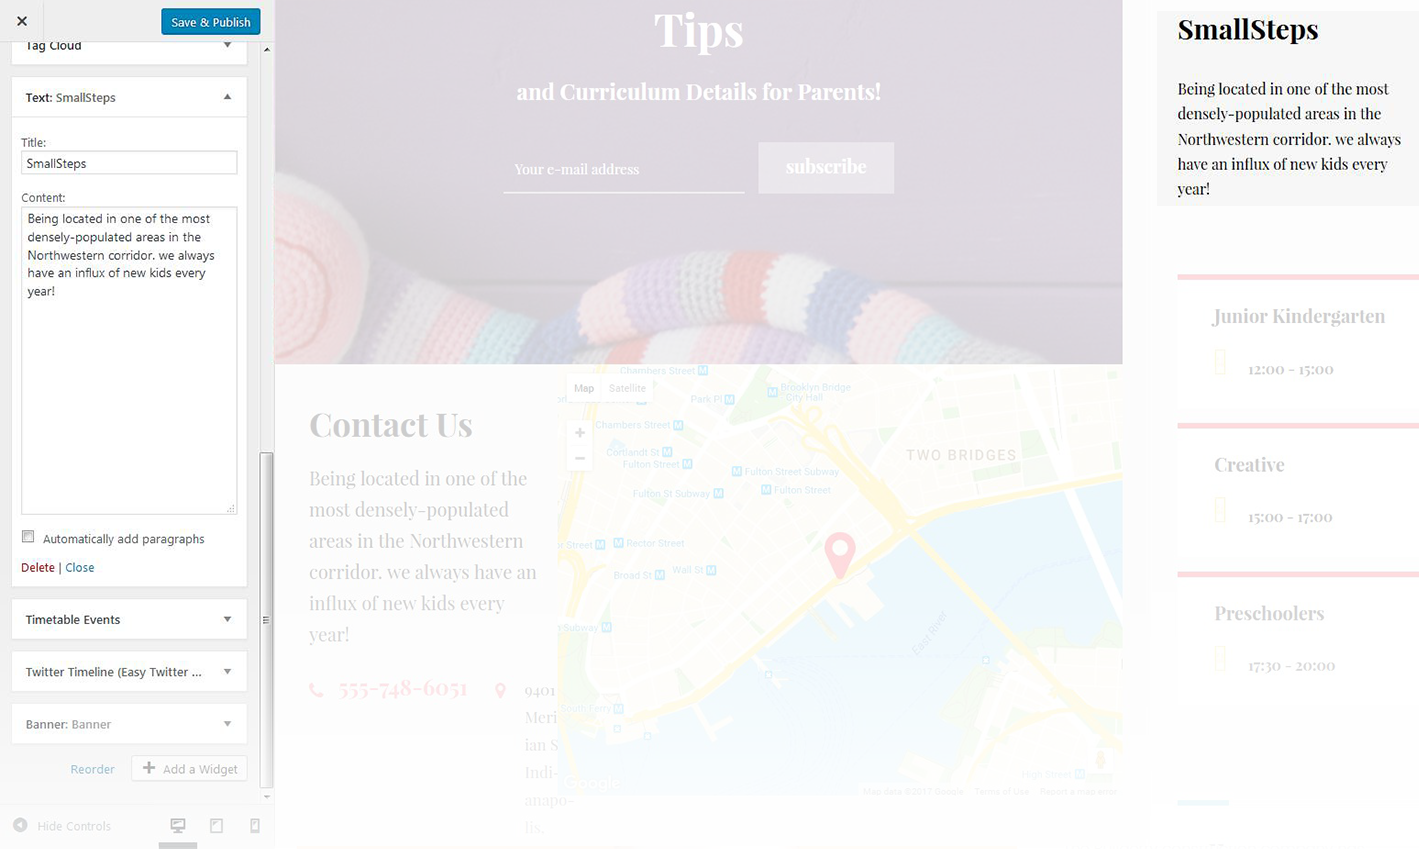 Save & Publish
Tag Cloud
Text: SmallSteps
Title:
SmallSteps
Content:
Being located in one of the most
densely-populated areas in the
Northwestern corridor. we always
have an influx of new kids every
year!
Automatically add paragraphs
Delete | Close
Timetable Events
Twitter Timeline (Easy Twitter ...
Banner: Banner
Reorder
Add a Widget
Hide Controls
Tips
and Curriculum Details for Parents!
Your e-mail address
subscribe
Contact Us
Being located in one of the
most densely-populated
areas in the Northwestern
corridor. we always have an
influx of new kids every
year!
555-748-6051
9401
Meri
ian S
Indi-
anapo-
lis,
Map
Satellite
Chambers Street
Brooklyn Bridge
City Hall
Park Pl
Chambers Street
Cortlandt St
Fulton Street
Fulton Street Subway
Fulton St Subway
Fulton Street
TWO BRIDGES
r Street
Rector Street
Broad St
Wall St
Subway
East River
South Ferry
High Street
Google
Map data ©2017 Google
Terms of Use
Report a map error
SmallSteps
Being located in one of the most
densely-populated areas in the
Northwestern corridor. we always
have an influx of new kids every
year!
Junior Kindergarten
12:00 - 15:00
Creative
15:00 - 17:00
Preschoolers
17:30 - 20:00